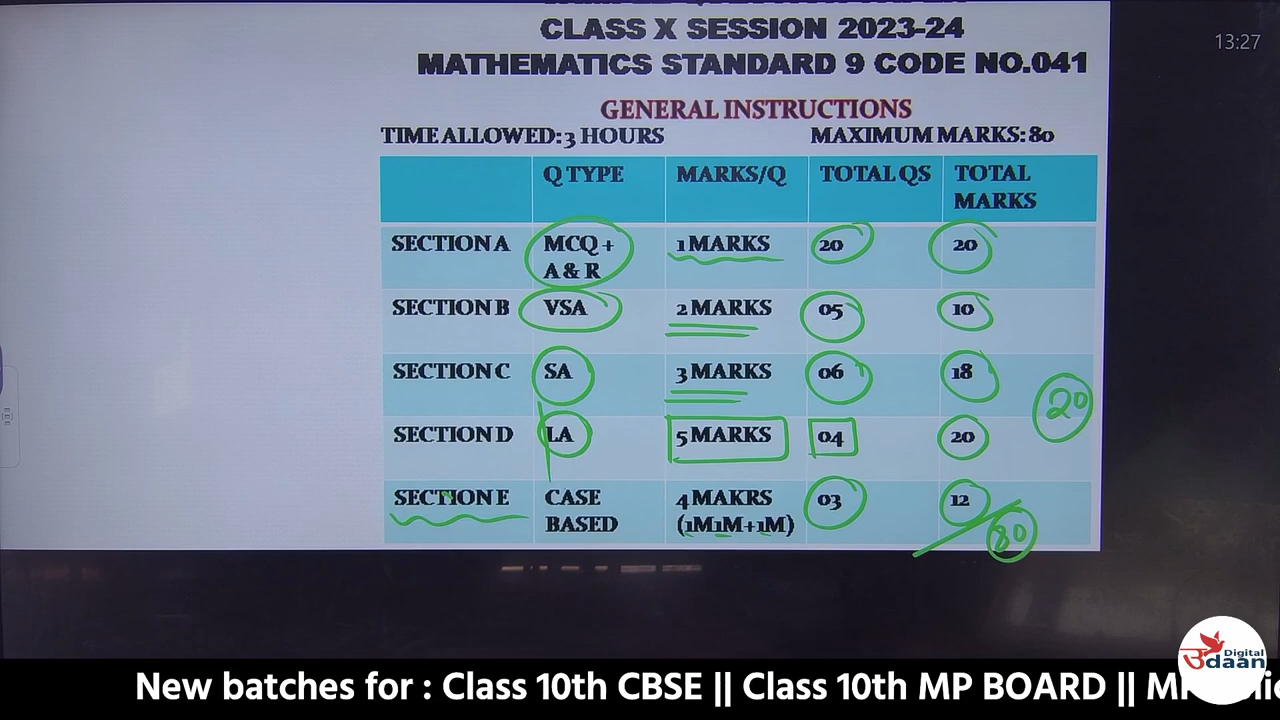 CLASS X SESSION 2023-24
MATHEMATICS STANDARD 9 CODE NO.041
13:27
GENERAL INSTRUCTIONS
TIME ALLOWED: 3 HOURS MAXIMUM MARKS: 80
Q TYPE MARKS/Q TOTAL QS TOTAL MARKS
SECTION A MCQ + A & R 1 MARKS 20 20
SECTION B VSA 2 MARKS 05 10
SECTION C SA 3 MARKS 06 18
20
SECTION D LA 5 MARKS 04 20
SECTION E CASE BASED 4 MAKRS (1M1M+1M) 03 12
80
Digital
उdaan
New batches for : Class 10th CBSE || Class 10th MP BOARD ||